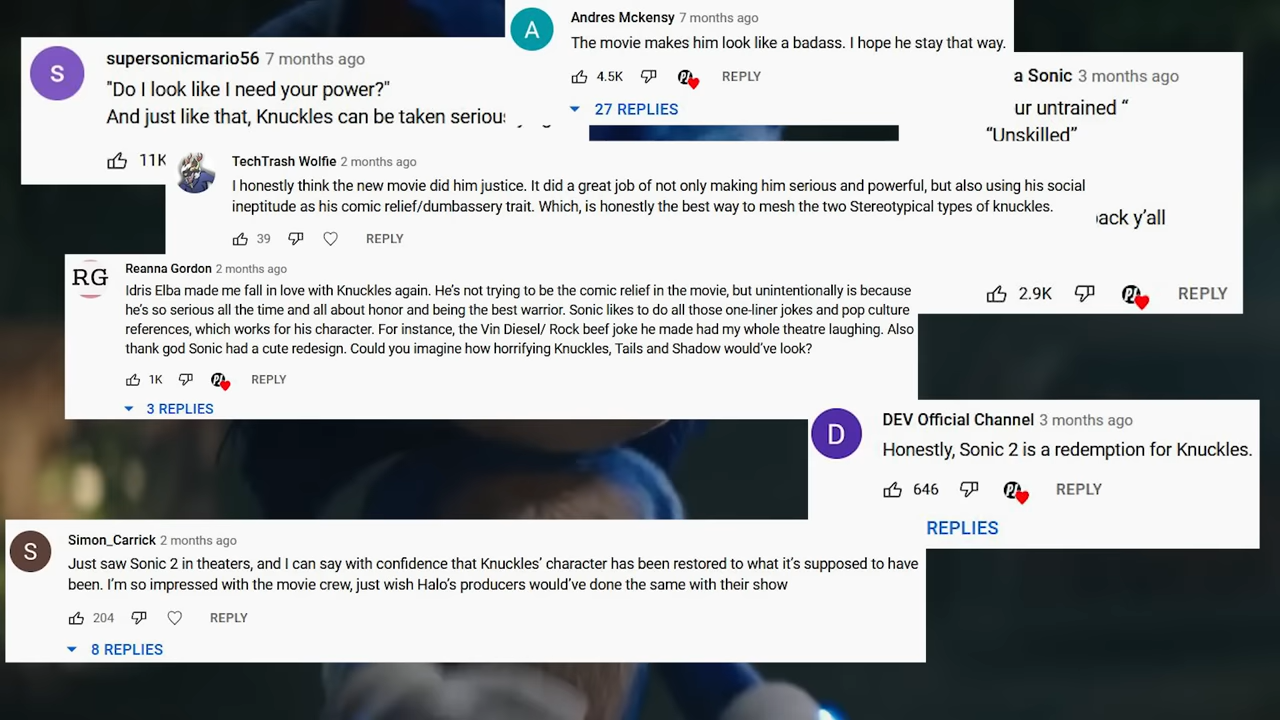 Andres Mckensy 7 months ago
The movie makes him look like a badass. I hope he stay that way.
4.5K REPLY
27 REPLIES
S
supersonicmario56 7 months ago
"Do I look like I need your power?"
And just like that, Knuckles can be taken seriou
11K
A
a Sonic 3 months ago
ur untrained “
“Unskilled”
ack y’all
2.9K REPLY
TechTrash Wolfie 2 months ago
I honestly think the new movie did him justice. It did a great job of not only making him serious and powerful, but also using his social
ineptitude as his comic relief/dumbassery trait. Which, is honestly the best way to mesh the two Stereotypical types of knuckles.
39 REPLY
RG
Reanna Gordon 2 months ago
Idris Elba made me fall in love with Knuckles again. He’s not trying to be the comic relief in the movie, but unintentionally is because
he’s so serious all the time and all about honor and being the best warrior. Sonic likes to do all those one-liner jokes and pop culture
references, which works for his character. For instance, the Vin Diesel/ Rock beef joke he made had my whole theatre laughing. Also
thank god Sonic had a cute redesign. Could you imagine how horrifying Knuckles, Tails and Shadow would’ve look?
1K REPLY
3 REPLIES
D
DEV Official Channel 3 months ago
Honestly, Sonic 2 is a redemption for Knuckles.
646 REPLY
REPLIES
S
Simon_Carrick 2 months ago
Just saw Sonic 2 in theaters, and I can say with confidence that Knuckles’ character has been restored to what it’s supposed to have
been. I’m so impressed with the movie crew, just wish Halo’s producers would’ve done the same with their show
204 REPLY
8 REPLIES